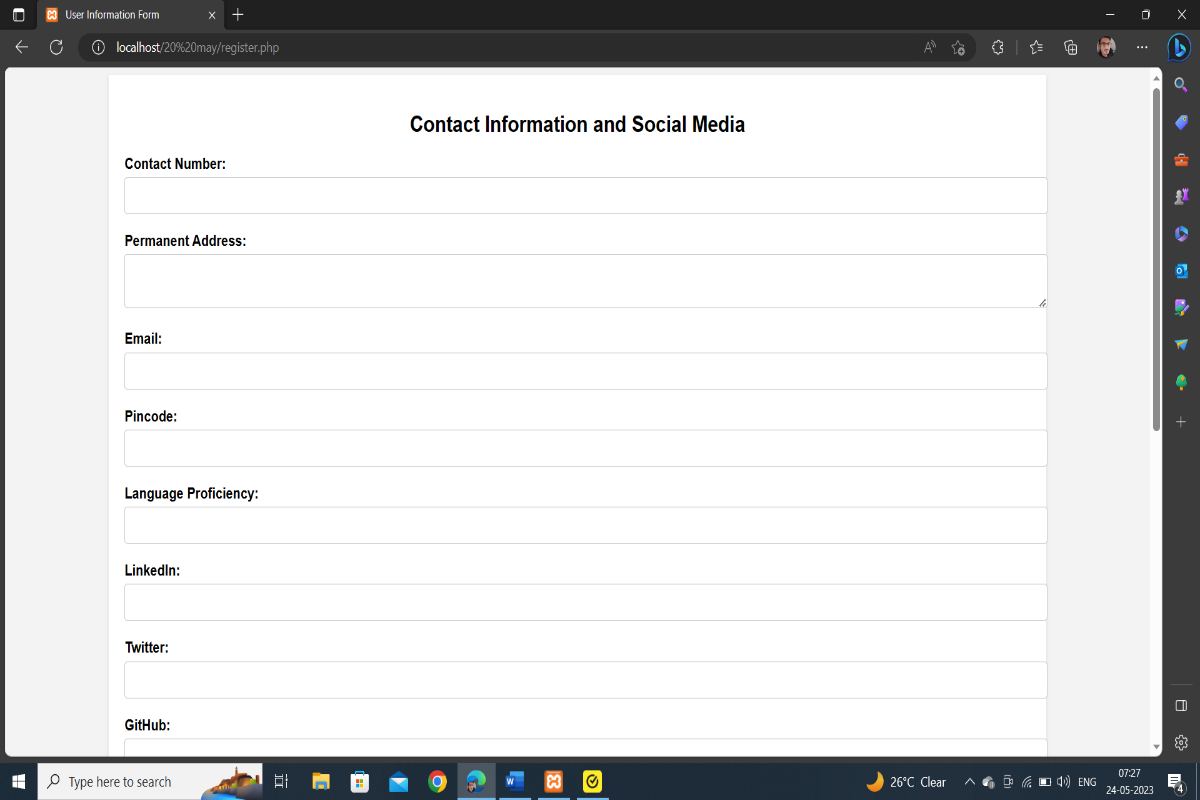 User Information Form
localhost/20%20may/register.php
Contact Information and Social Media
Contact Number:
Permanent Address:
Email:
Pincode:
Language Proficiency:
LinkedIn:
Twitter:
GitHub:
Type here to search
26°C Clear
ENG
07:27
24-05-2023
4